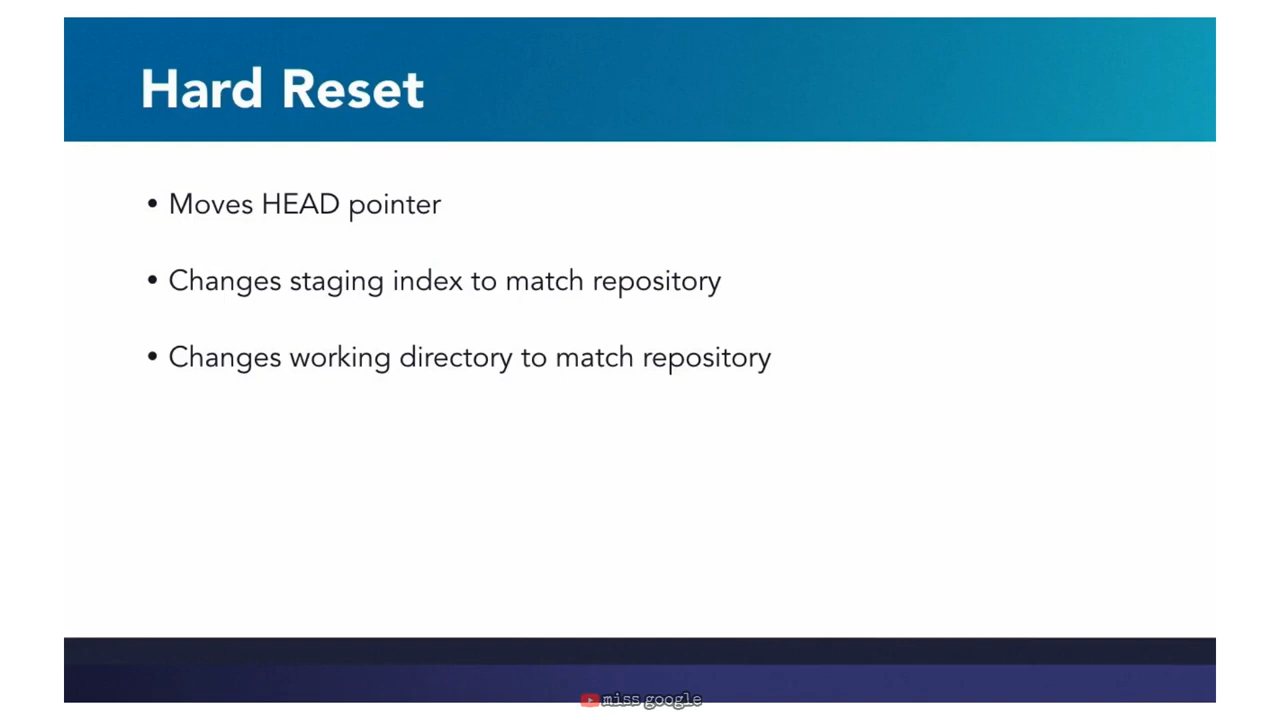 Hard Reset
• Moves HEAD pointer
• Changes staging index to match repository
• Changes working directory to match repository
miss google